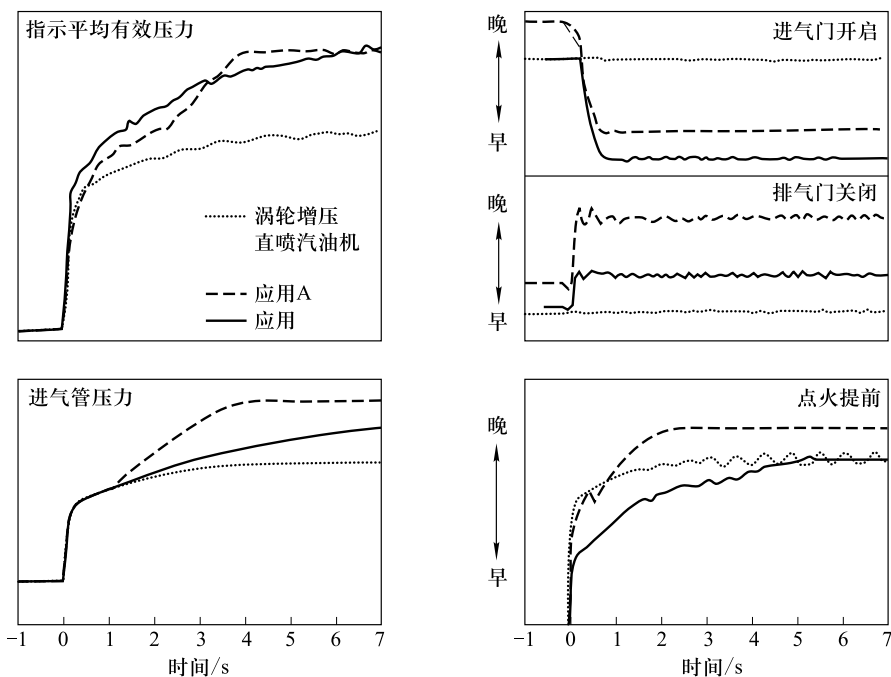 指示平均有效压力
涡轮增压
直喷汽油机
应用A
应用
晚
早
进气门开启
晚
早
排气门关闭
进气管压力
-1 0 1 2 3 4 5 6 7
时间/s
晚
早
点火提前
-1 0 1 2 3 4 5 6 7
时间/s